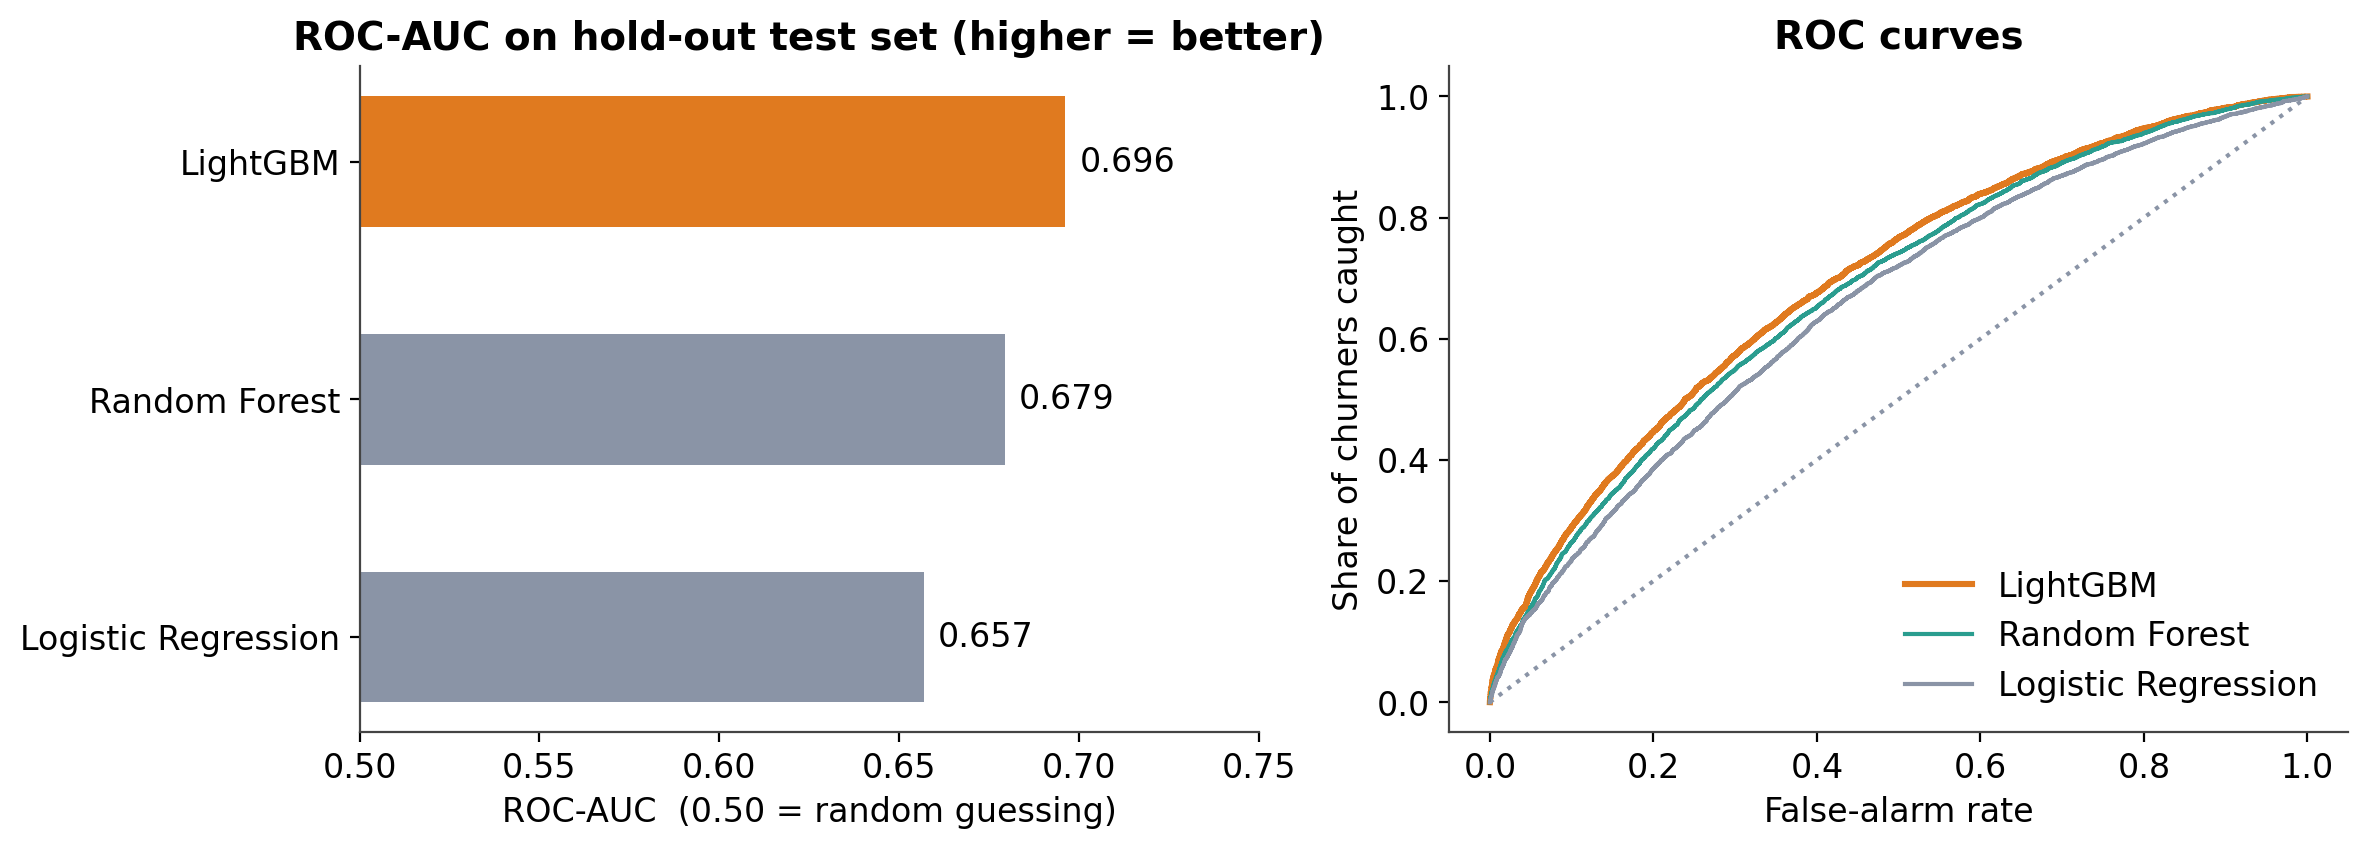 ROC-AUC on hold-out test set (higher = better)
LightGBM
0.696
Random Forest
0.679
Logistic Regression
0.657
0.50 0.55 0.60 0.65 0.70 0.75
ROC-AUC (0.50 = random guessing)
ROC curves
Share of churners caught
1.0
0.8
0.6
0.4
0.2
0.0
LightGBM
Random Forest
Logistic Regression
0.0 0.2 0.4 0.6 0.8 1.0
False-alarm rate